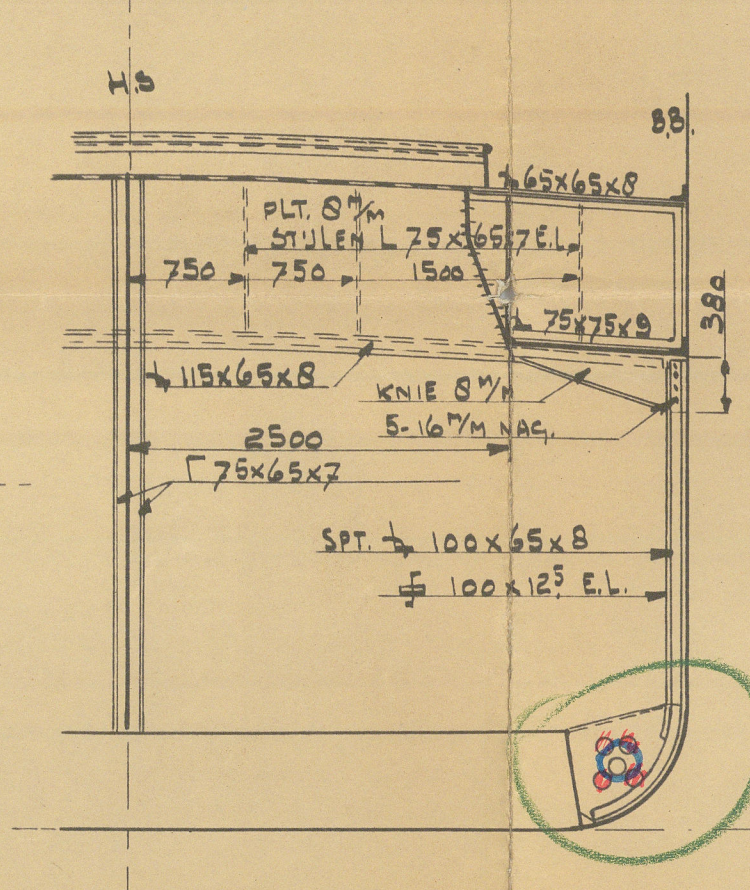 H.S
B.B.
65x65x8
PLT. 8 m/m
STIJLEN L 75x65x7 E.L.
750
750
1500
380
75x75x9
115x65x8
KNIE 8 m/m
5-16 m/m NAG.
2500
75x65x7
SPT. 100x65x8
100x12⁵ E.L.